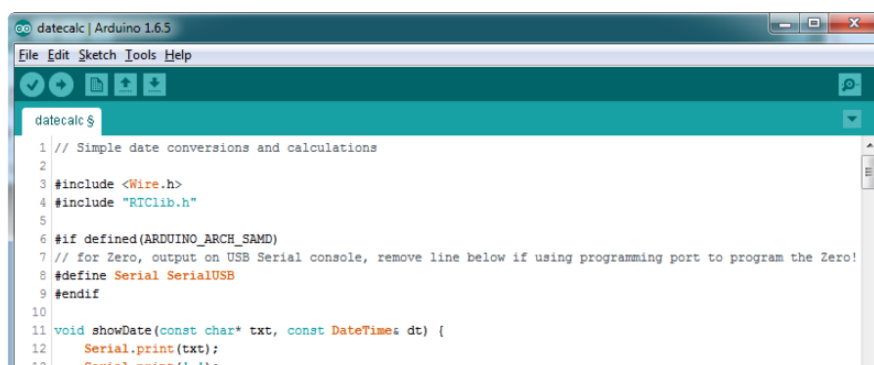 datecalc | Arduino 1.6.5
File Edit Sketch Tools Help
datecalc §
1 // Simple date conversions and calculations
2
3 #include <Wire.h>
4 #include "RTClib.h"
5
6 #if defined(ARDUINO_ARCH_SAMD)
7 // for Zero, output on USB Serial console, remove line below if using programming port to program the Zero!
8 #define Serial SerialUSB
9 #endif
10
11 void showDate(const char* txt, const DateTime& dt) {
12 Serial.print(txt);